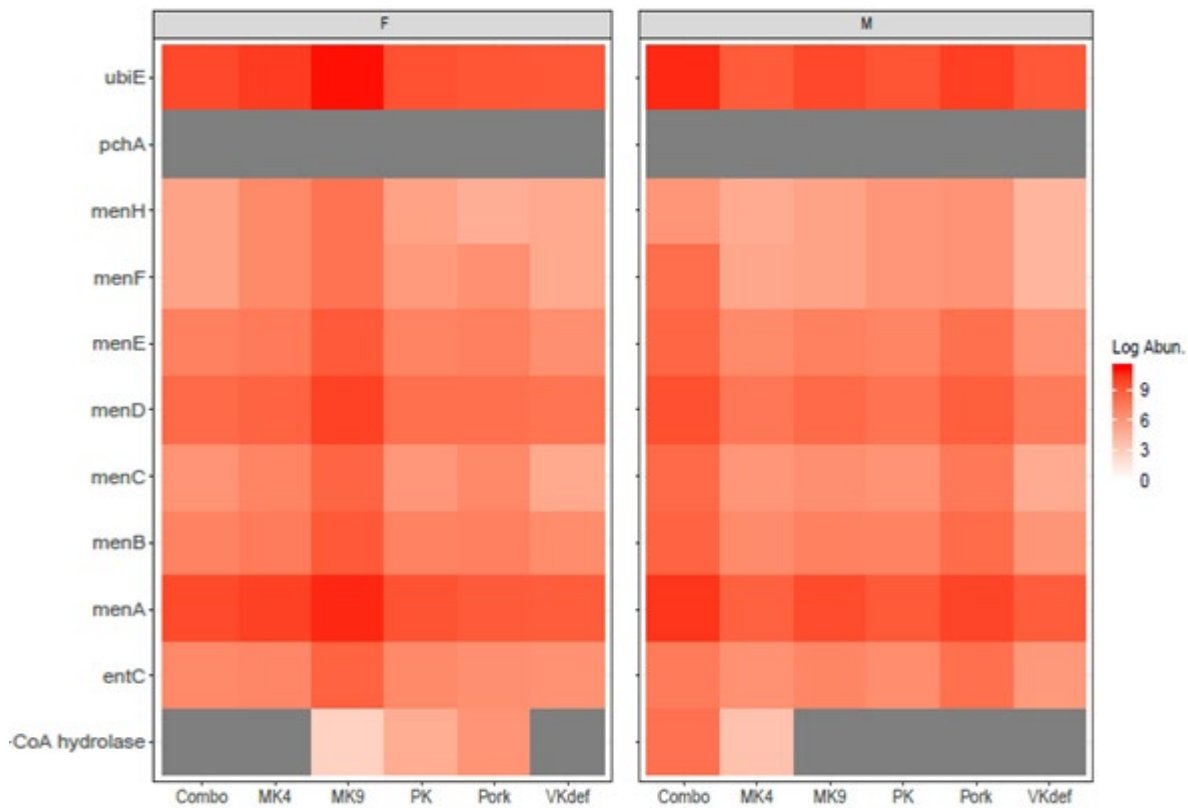 F
M
ubiE
pchA
menH
menF
menE
menD
menC
menB
menA
entC
-CoA hydrolase
Combo MK4 MK9 PK Pork VKdef
Combo MK4 MK9 PK Pork VKdef
Log Abun.
9
6
3
0